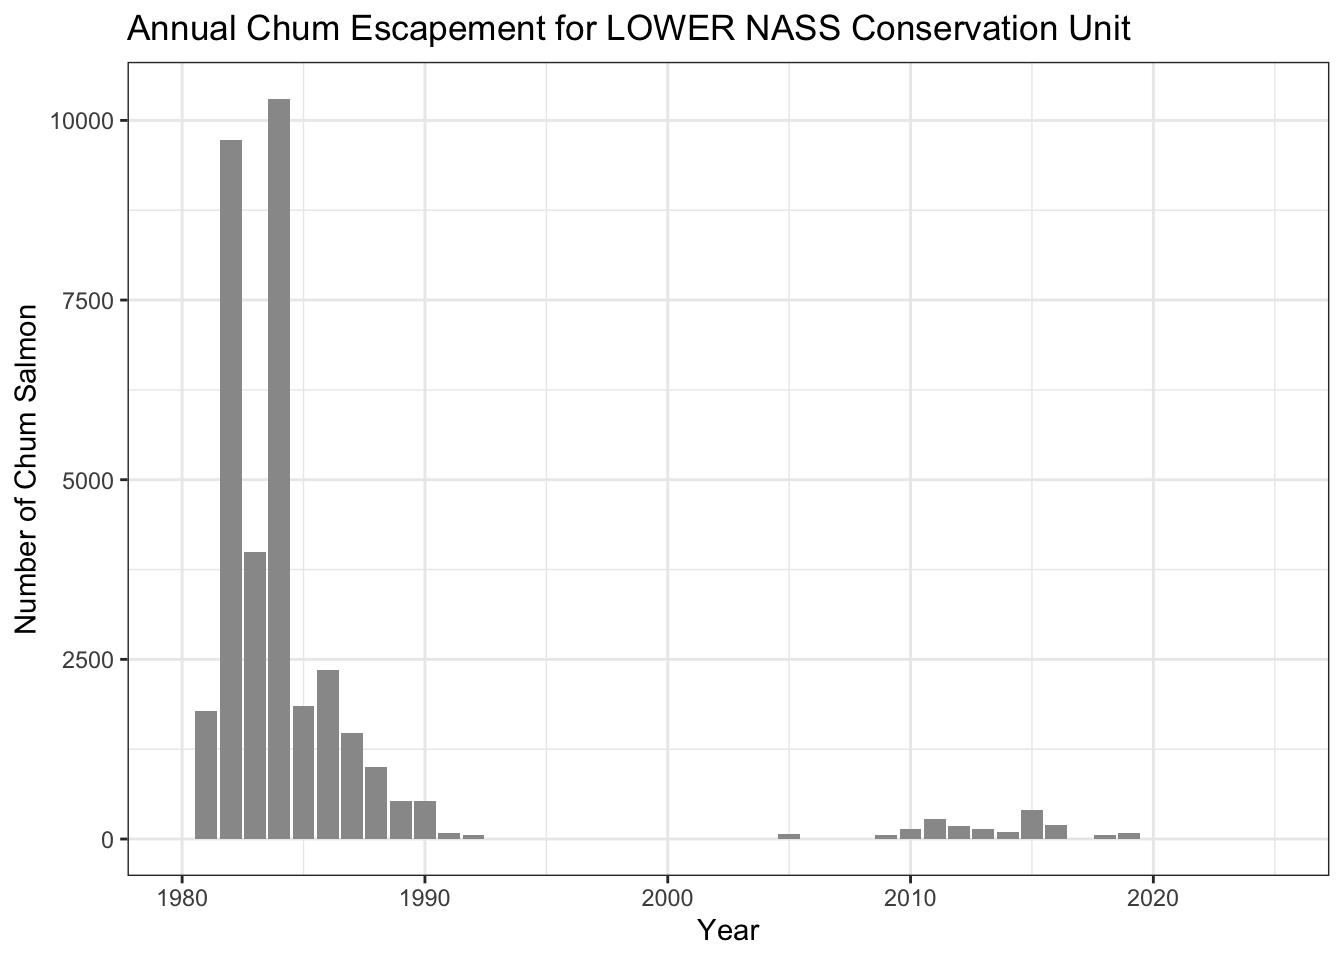 Annual Chum Escapement for LOWER NASS Conservation Unit
Number of Chum Salmon
10000
7500
5000
2500
0
1980 1990 2000 2010 2020
Year